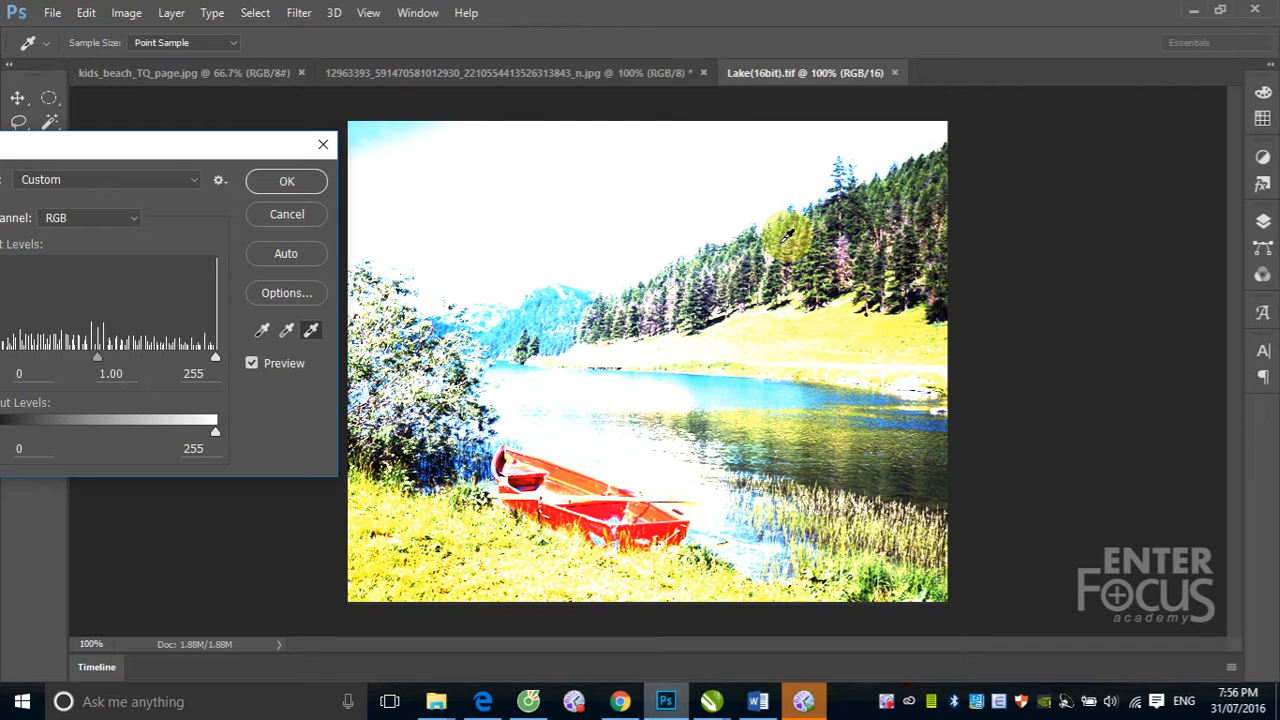 Ps File Edit Image Layer Type Select Filter 3D View Window Help
Sample Size: Point Sample
Essentials
kids_beach_TQ_page.jpg @ 66.7% (RGB/8#)
12963393_591470581012930_2210554413526313843_n.jpg @ 100% (RGB/8) *
Lake(16bit).tif @ 100% (RGB/16)
: Custom
OK
annel: RGB
Cancel
t Levels:
Auto
Options...
Preview
0 1.00 255
ut Levels:
0 255
A
A|
ENTER
FOCUS
academy
100% Doc: 1.88M/1.88M
Timeline
Ask me anything
Ps
W
E
ENG
7:56 PM
31/07/2016